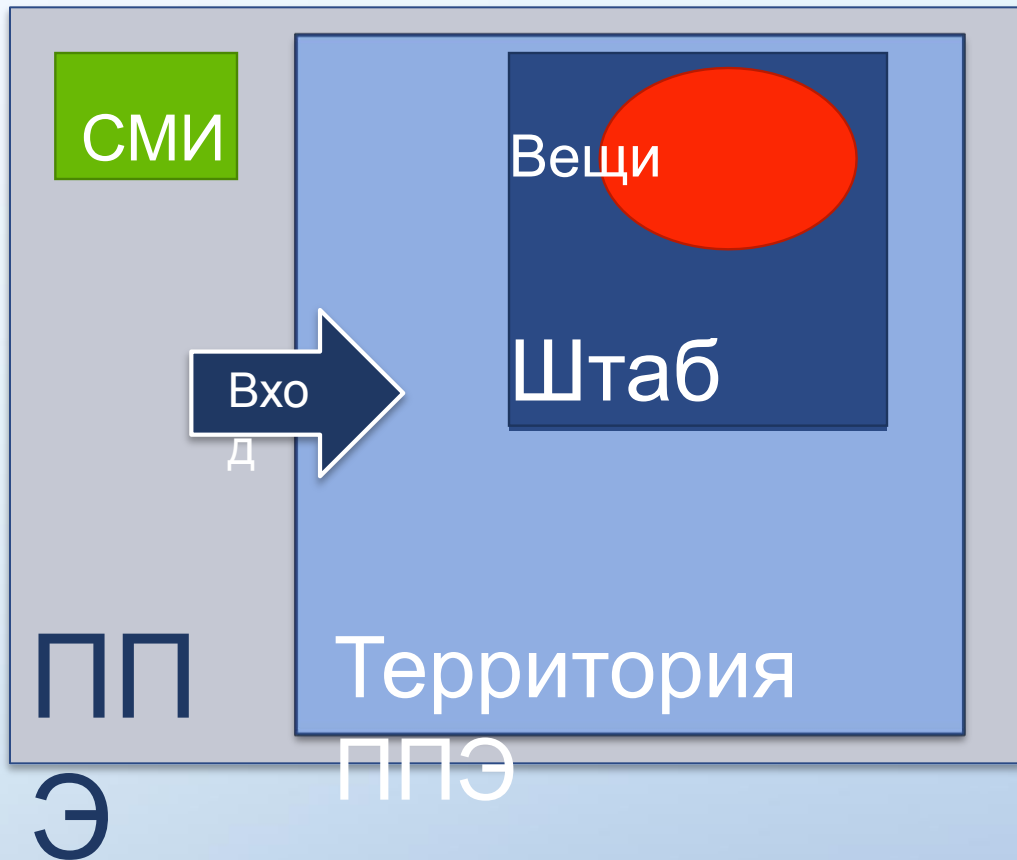 СМИ
Вещи
Штаб
Вхо
д
ПП
Э
Территория
ППЭ